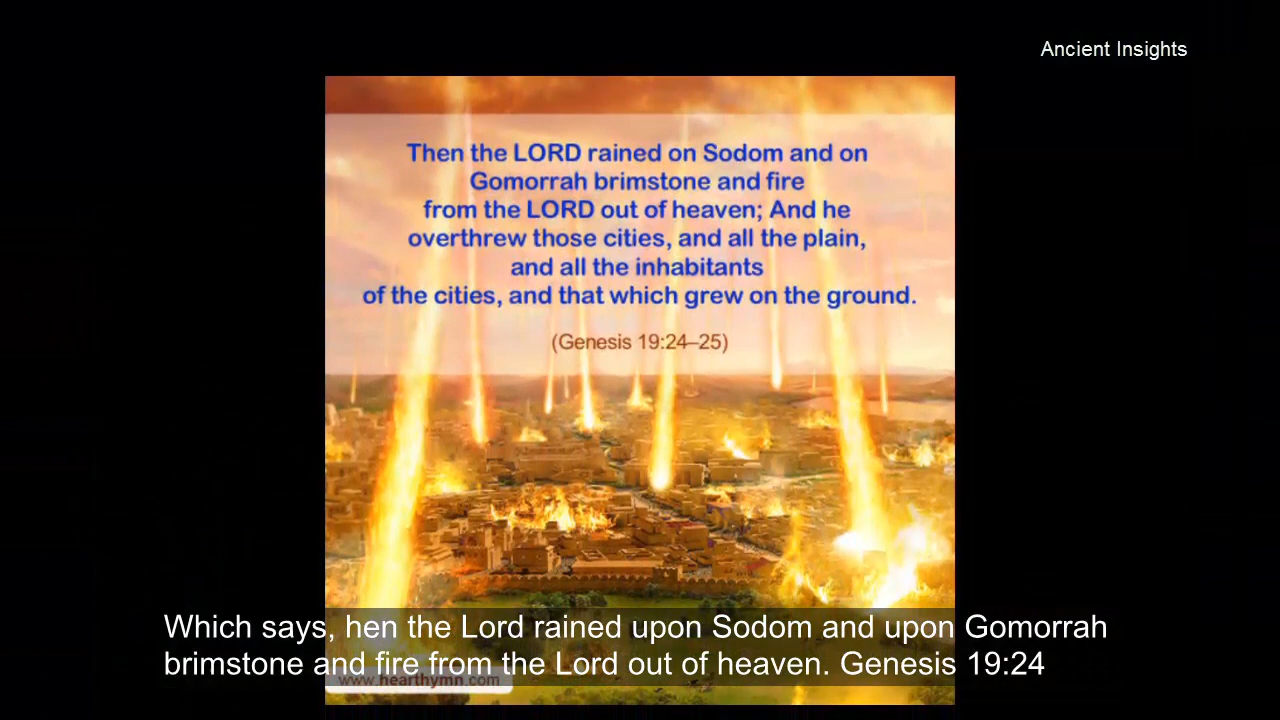 Ancient Insights
Then the LORD rained on Sodom and on
Gomorrah brimstone and fire
from the LORD out of heaven; And he
overthrew those cities, and all the plain,
and all the inhabitants
of the cities, and that which grew on the ground.
(Genesis 19:24–25)
Which says, hen the Lord rained upon Sodom and upon Gomorrah
brimstone and fire from the Lord out of heaven. Genesis 19:24
www.hearthymn.com